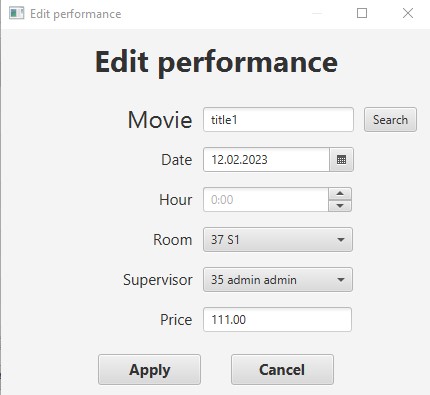 Edit performance
Edit performance
Movie title1 Search
Date 12.02.2023
Hour 0:00
Room 37 S1
Supervisor 35 admin admin
Price 111.00
Apply Cancel